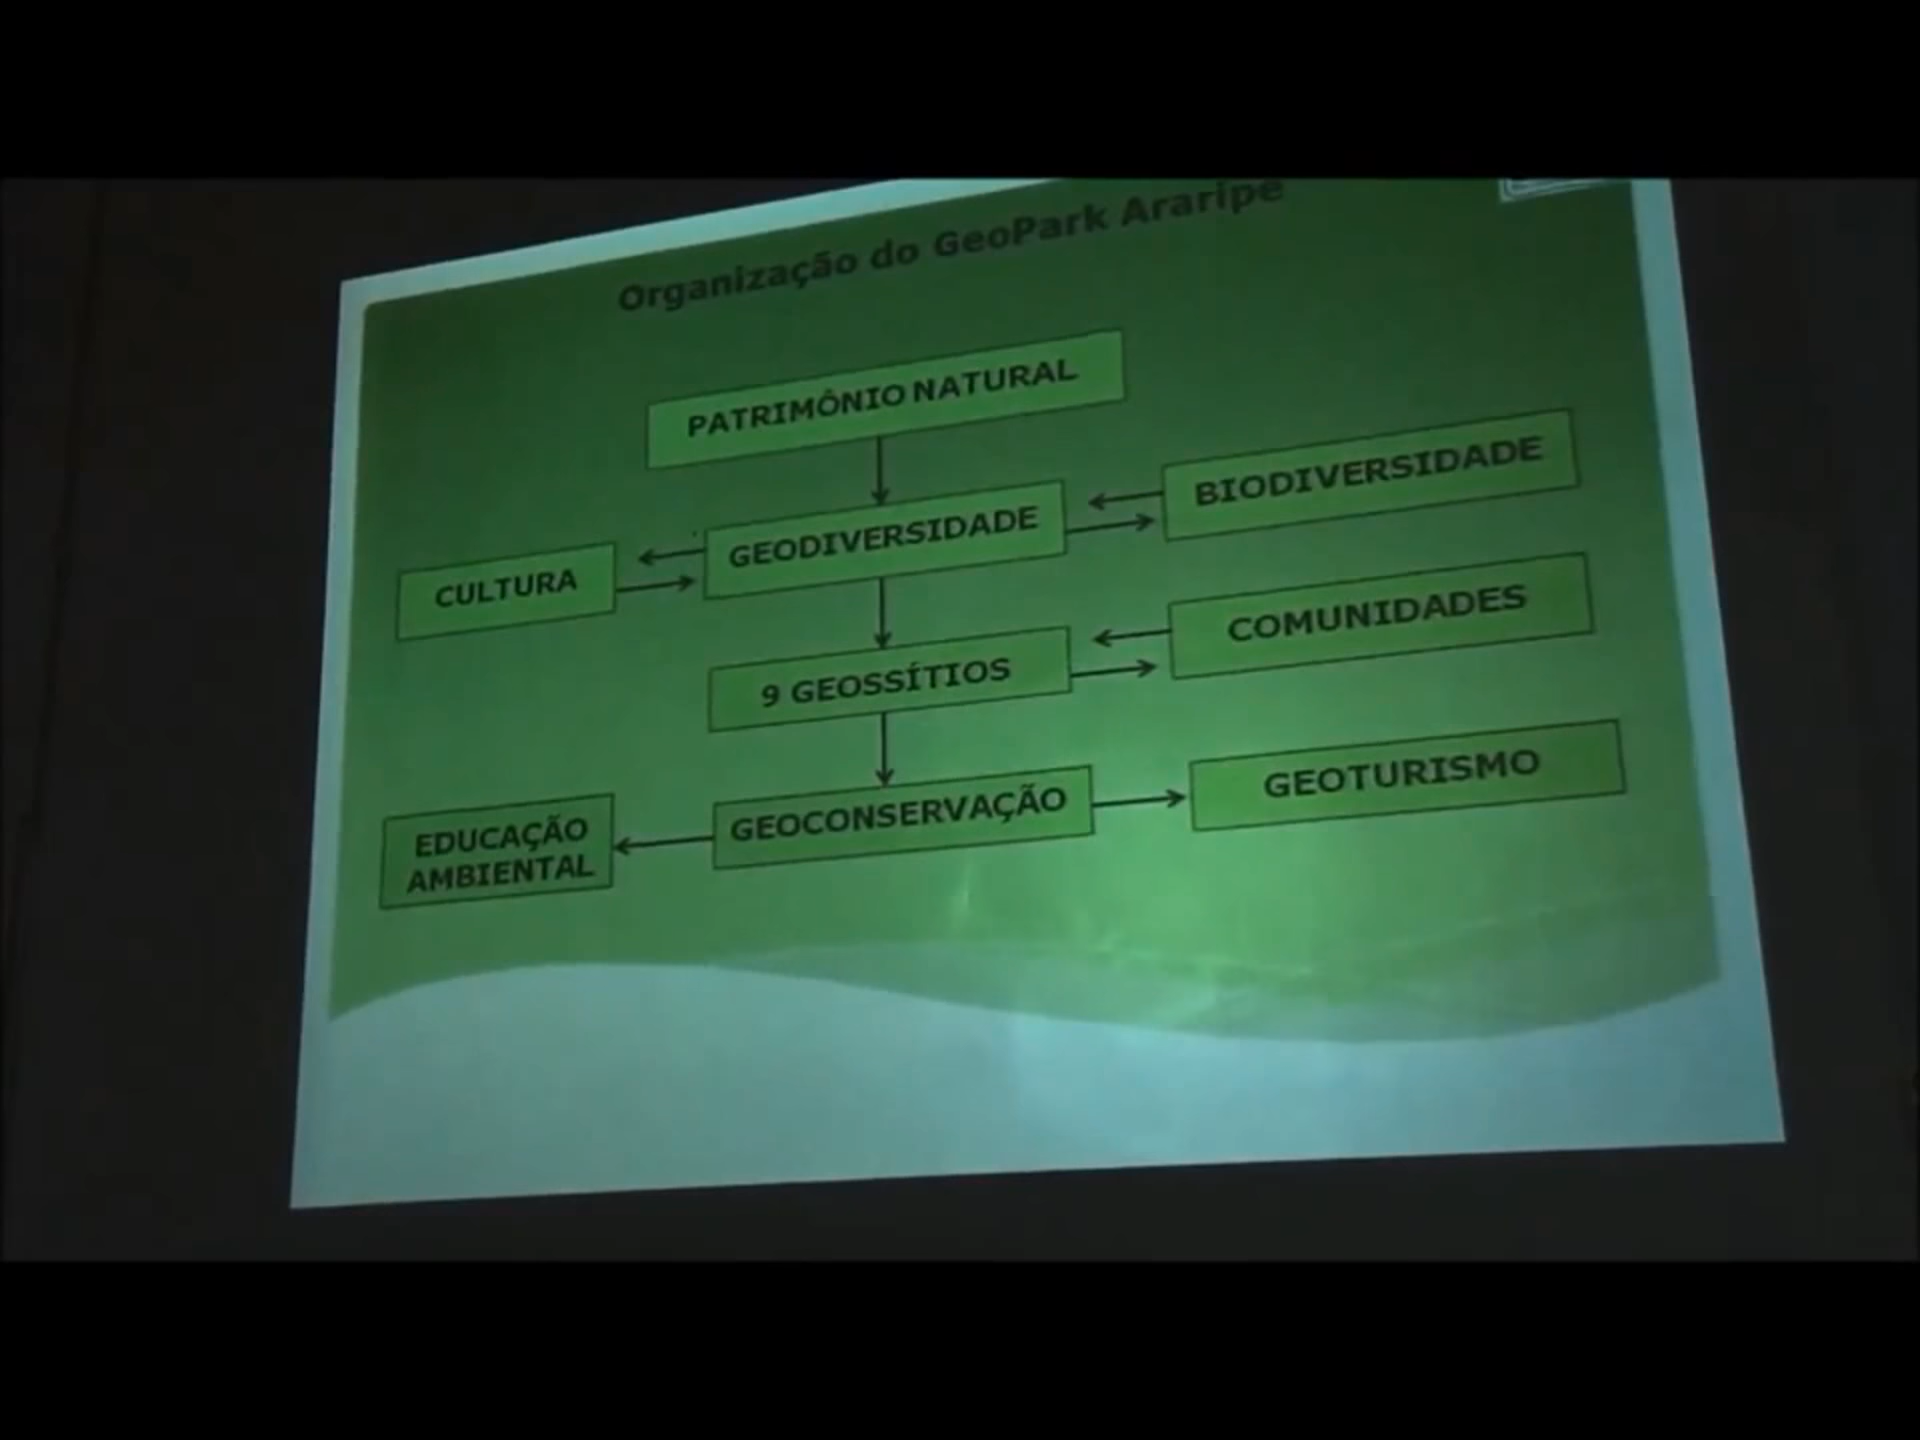 Organização do GeoPark Araripe
PATRIMÔNIO NATURAL
BIODIVERSIDADE
GEODIVERSIDADE
CULTURA
COMUNIDADES
9 GEOSSÍTIOS
GEOTURISMO
GEOCONSERVAÇÃO
EDUCAÇÃO
AMBIENTAL